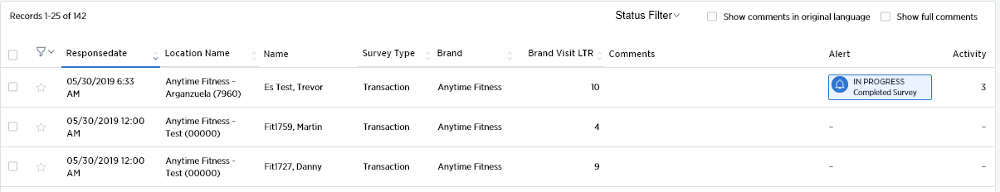 Records 1-25 of 142
Status Filter
Show comments in original language
Show full comments
Responsedate
Location Name
Name
Survey Type
Brand
Brand Visit LTR
Comments
Alert
Activity
05/30/2019 6:33
AM
Anytime Fitness -
Arganzuela (7960)
Es Test, Trevor
Transaction
Anytime Fitness
10
IN PROGRESS
Completed Survey
3
05/30/2019 12:00
AM
Anytime Fitness -
Test (00000)
Fit1759, Martin
Transaction
Anytime Fitness
4
–
–
05/30/2019 12:00
AM
Anytime Fitness -
Test (00000)
Fit1727, Danny
Transaction
Anytime Fitness
9
–
–